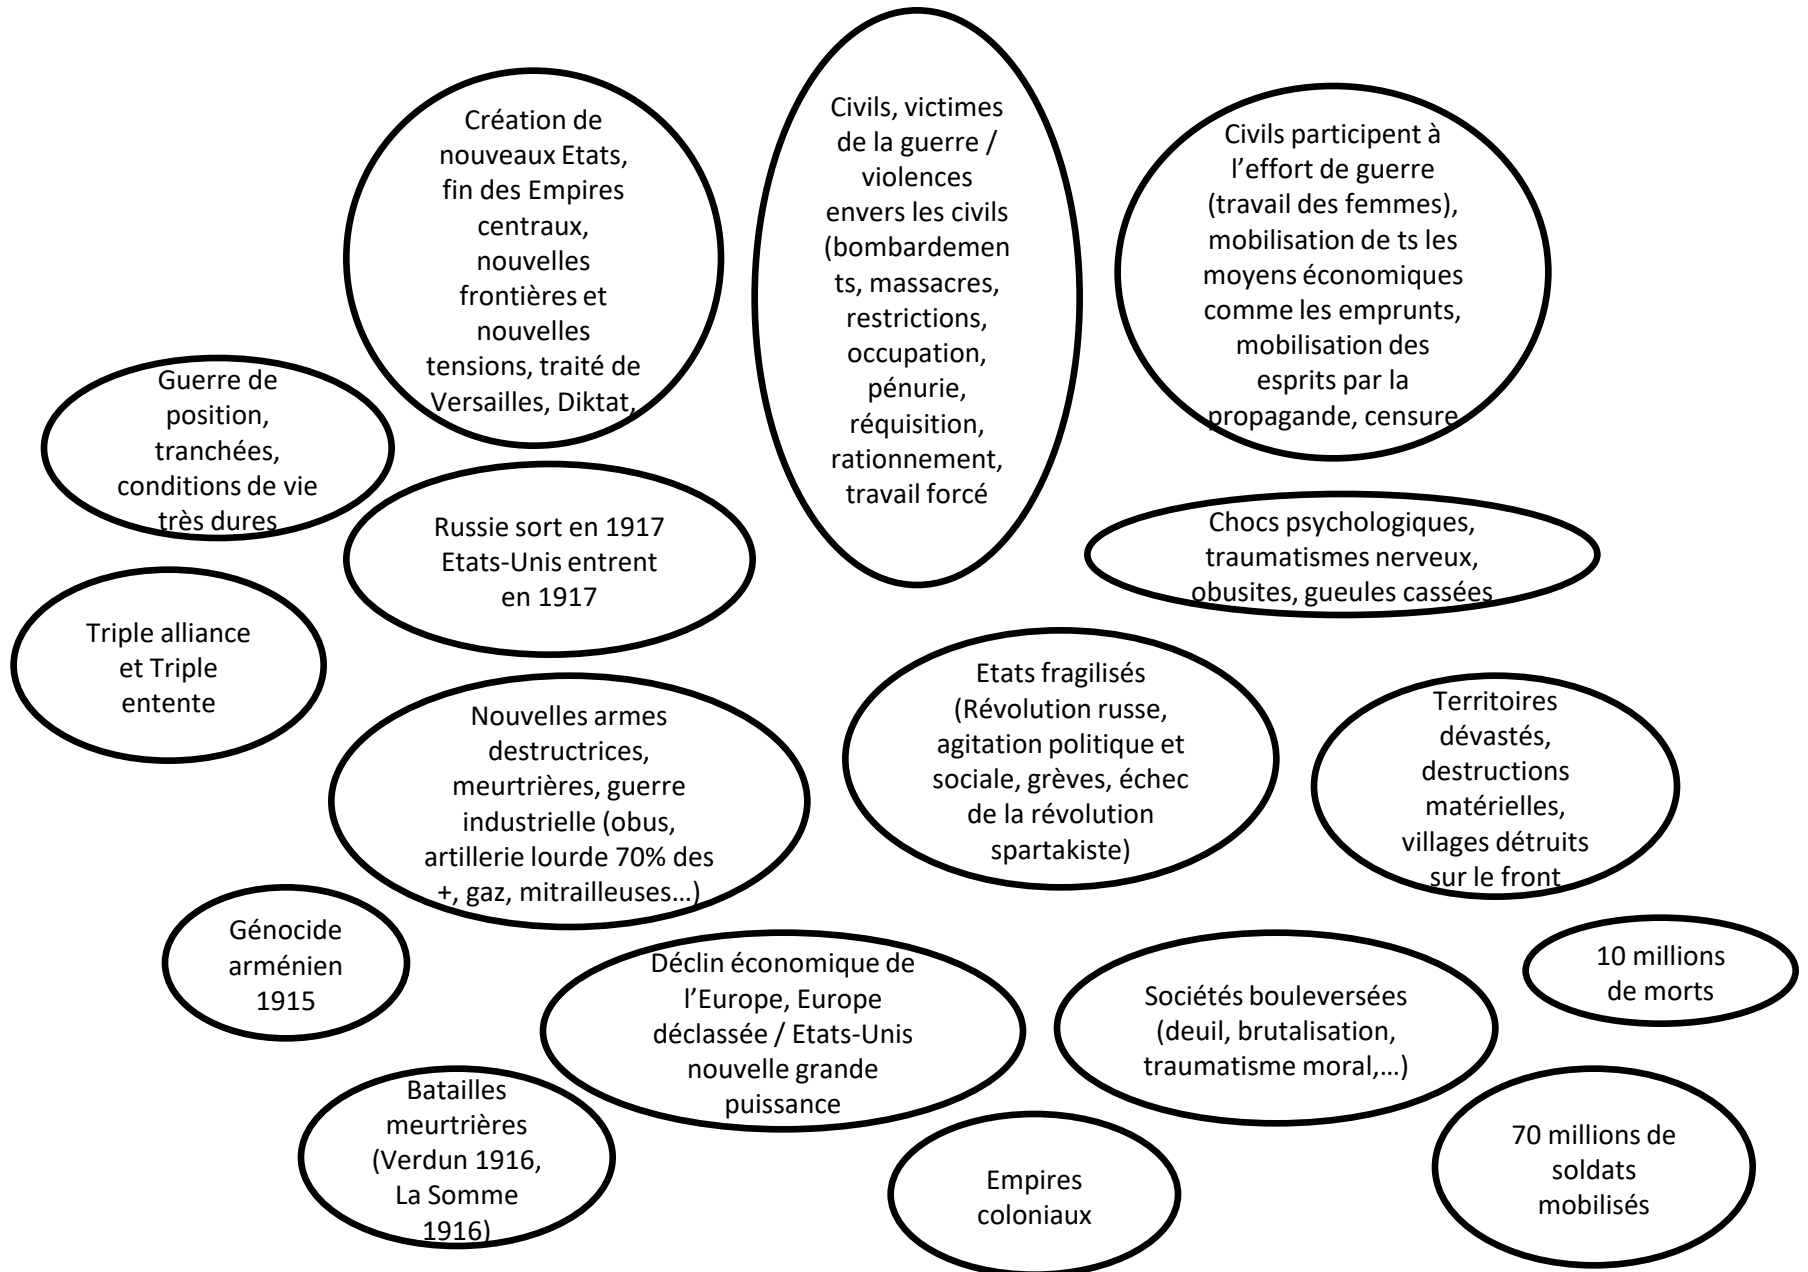 Création de
nouveaux Etats,
fin des Empires
centraux,
nouvelles
frontières et
nouvelles
tensions, traité de
Versailles, Diktat,
Civils, victimes
de la guerre /
violences
envers les civils
(bombardemen
ts, massacres,
restrictions,
occupation,
pénurie,
réquisition,
rationnement,
travail forcé
Civils participent à
l’effort de guerre
(travail des femmes),
mobilisation de ts les
moyens économiques
comme les emprunts,
mobilisation des
esprits par la
propagande, censure
Guerre de
position,
tranchées,
conditions de vie
très dures
Russie sort en 1917
Etats-Unis entrent
en 1917
Chocs psychologiques,
traumatismes nerveux,
obusites, gueules cassées
Triple alliance
et Triple
entente
Nouvelles armes
destructrices,
meurtrières, guerre
industrielle (obus,
artillerie lourde 70% des
+, gaz, mitrailleuses…)
Etats fragilisés
(Révolution russe,
agitation politique et
sociale, grèves, échec
de la révolution
spartakiste)
Territoires
dévastés,
destructions
matérielles,
villages détruits
sur le front
Génocide
arménien
1915
Déclin économique de
l’Europe, Europe
déclassée / Etats-Unis
nouvelle grande
puissance
Sociétés bouleversées
(deuil, brutalisation,
traumatisme moral,…)
10 millions
de morts
Batailles
meurtrières
(Verdun 1916,
La Somme
1916)
Empires
coloniaux
70 millions de
soldats
mobilisés